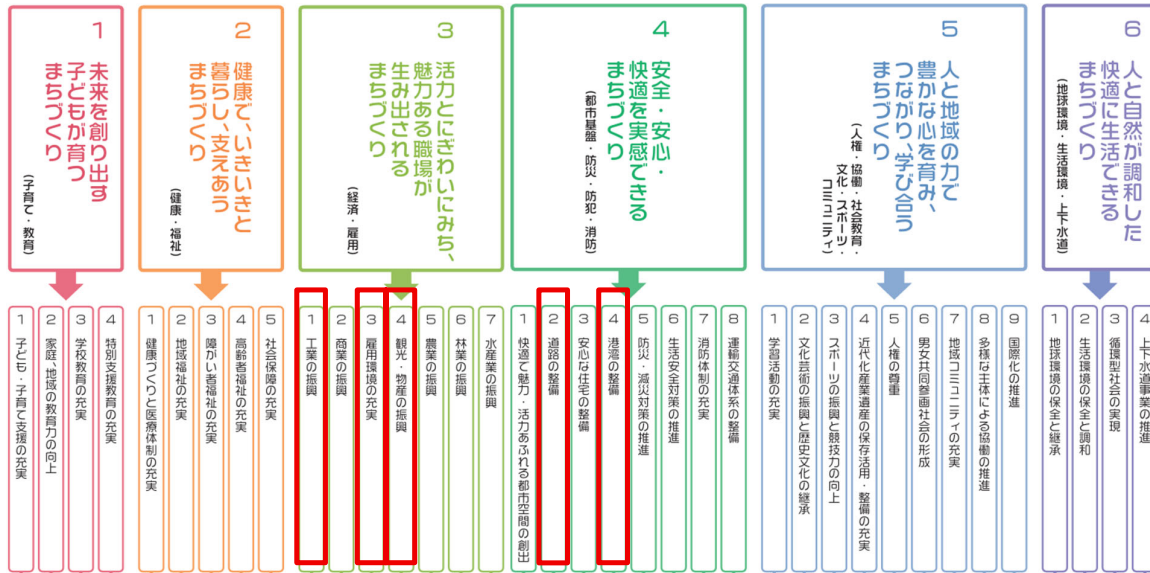 1
未来を創り出す
子どもが育つ
まちづくり
(子育て・教育)
1 子ども・子育て支援の充実
2 家庭、地域の教育力の向上
3 学校教育の充実
4 特別支援教育の充実
2
健康で、いきいきと
暮らし、支えあう
まちづくり
(健康・福祉)
1 健康づくりと医療体制の充実
2 地域福祉の充実
3 障がい者福祉の充実
4 高齢者福祉の充実
5 社会保障の充実
3
活力とにぎわいにみち、
魅力ある職場が
生み出される
まちづくり
(経済・雇用)
1 工業の振興
2 商業の振興
3 雇用環境の充実
4 観光・物産の振興
5 農業の振興
6 林業の振興
7 水産業の振興
4
安全・安心・
快適を実感できる
まちづくり
(都市基盤・防災・防犯・消防)
1 快適で魅力・活力あふれる都市空間の創出
2 道路の整備
3 安心な住宅の整備
4 港湾の整備
5 防災・減災対策の推進
6 生活安全対策の推進
7 消防体制の充実
8 運輸交通体系の整備
5
人と地域の力で
豊かな心を育み、
つながり、学び合う
まちづくり
(人権・協働・社会教育・
文化・スポーツ・
コミュニティ)
1 学習活動の充実
2 文化芸術の振興と歴史文化の継承
3 スポーツの振興と競技力の向上
4 近代化産業遺産の保存活用・整備の充実
5 人権の尊重
6 男女共同参画社会の形成
7 地域コミュニティの充実
8 多様な主体による協働の推進
9 国際化の推進
6
人と自然が調和した
快適に生活できる
まちづくり
(地球環境・生活環境・上下水道)
1 地球環境の保全と継承
2 生活環境の保全と調和
3 循環型社会の実現
4 上下水道事業の推進